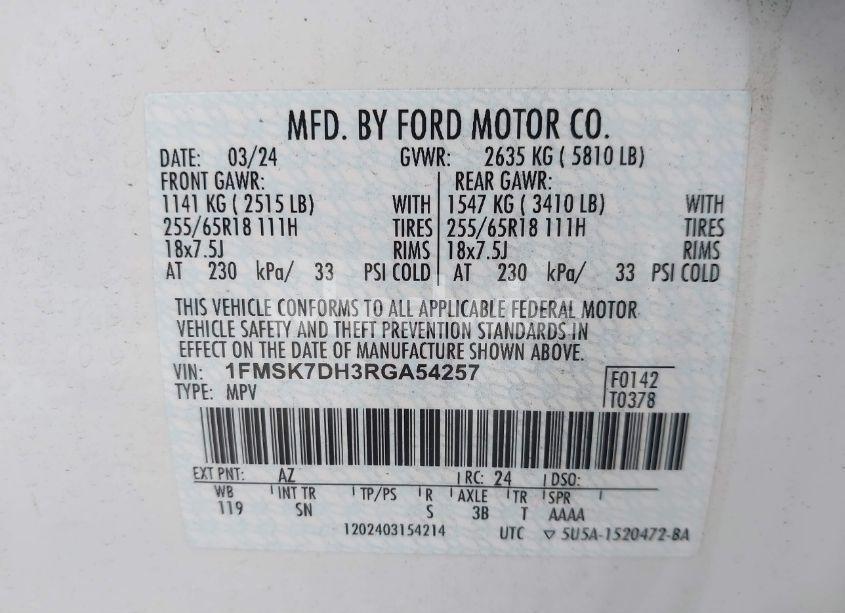 MFD. BY FORD MOTOR CO.
DATE: 03/24 GVWR: 2635 KG ( 5810 LB)
FRONT GAWR: REAR GAWR:
1141 KG ( 2515 LB) WITH 1547 KG ( 3410 LB) WITH
255/65R18 111H TIRES 255/65R18 111H TIRES
18x7.5J RIMS 18x7.5J RIMS
AT 230 kPa/ 33 PSI COLD AT 230 kPa/ 33 PSI COLD
THIS VEHICLE CONFORMS TO ALL APPLICABLE FEDERAL MOTOR
VEHICLE SAFETY AND THEFT PREVENTION STANDARDS IN
EFFECT ON THE DATE OF MANUFACTURE SHOWN ABOVE.
VIN: 1FMSK7DH3RGA54257
TYPE: MPV
F0142
T0378
EXT PNT: AZ RC: 24 DSO:
WB INT TR TP/PS R AXLE TR SPR
119 SN S 3B T AAAA
1202403154214 UTC ▽ 5U5A-1520472-BA